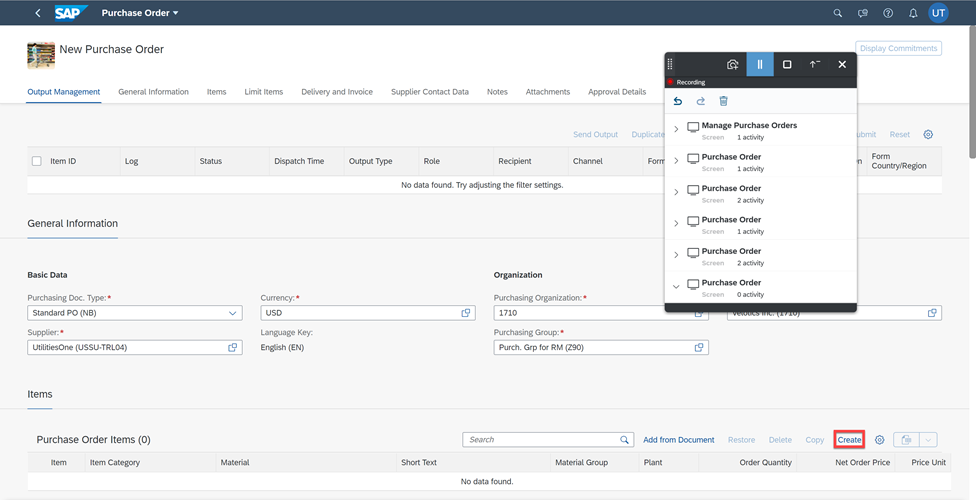 SAP Purchase Order
UT
New Purchase Order
Display Commitments
Output Management General Information Items Limit Items Delivery and Invoice Supplier Contact Data Notes Attachments Approval Details
Recording
Manage Purchase Orders
Screen 1 activity
Purchase Order
Screen 1 activity
Purchase Order
Screen 2 activity
Purchase Order
Screen 1 activity
Purchase Order
Screen 2 activity
Purchase Order
Screen 0 activity
Send Output Duplicate ubmit Reset
Item ID Log Status Dispatch Time Output Type Role Recipient Channel Form Form
Country/Region
No data found. Try adjusting the filter settings.
General Information
Basic Data Organization
Purchasing Doc. Type:* Currency:* Purchasing Organization:*
Standard PO (NB) USD 1710 Velotics Inc. (1710)
Supplier:* Language Key: Purchasing Group:*
UtilitiesOne (USSU-TRL04) English (EN) Purch. Grp for RM (Z90)
Items
Purchase Order Items (0) Search Add from Document Restore Delete Copy Create
Item Item Category Material Short Text Material Group Plant Order Quantity Net Order Price Price Unit
No data found.